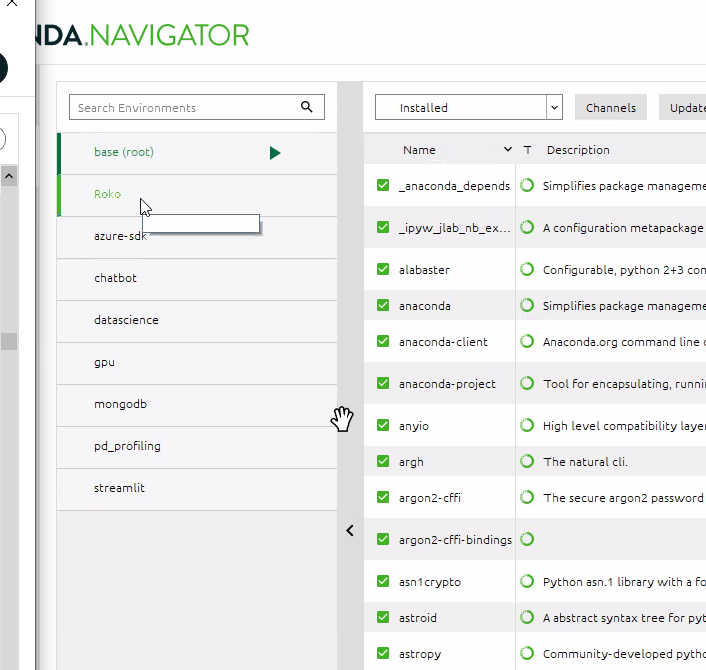 NDA.NAVIGATOR
Search Environments
Installed
Channels
Update
base (root)
Roko
azure-sdk
chatbot
datascience
gpu
mongodb
pd_profiling
streamlit
Name T Description
_anaconda_depends Simplifies package manageme
_ipyw_jlab_nb_ex... A configuration metapackage
alabaster Configurable, python 2+3 com
anaconda Simplifies package manageme
anaconda-client Anaconda.org command line c
anaconda-project Tool for encapsulating, runnin
anyio High level compatibility layer
argh The natural cli.
argon2-cffi The secure argon2 password
argon2-cffi-bindings
asn1crypto Python asn.1 library with a fo
astroid A abstract syntax tree for pyt
astropy Community-developed pytho